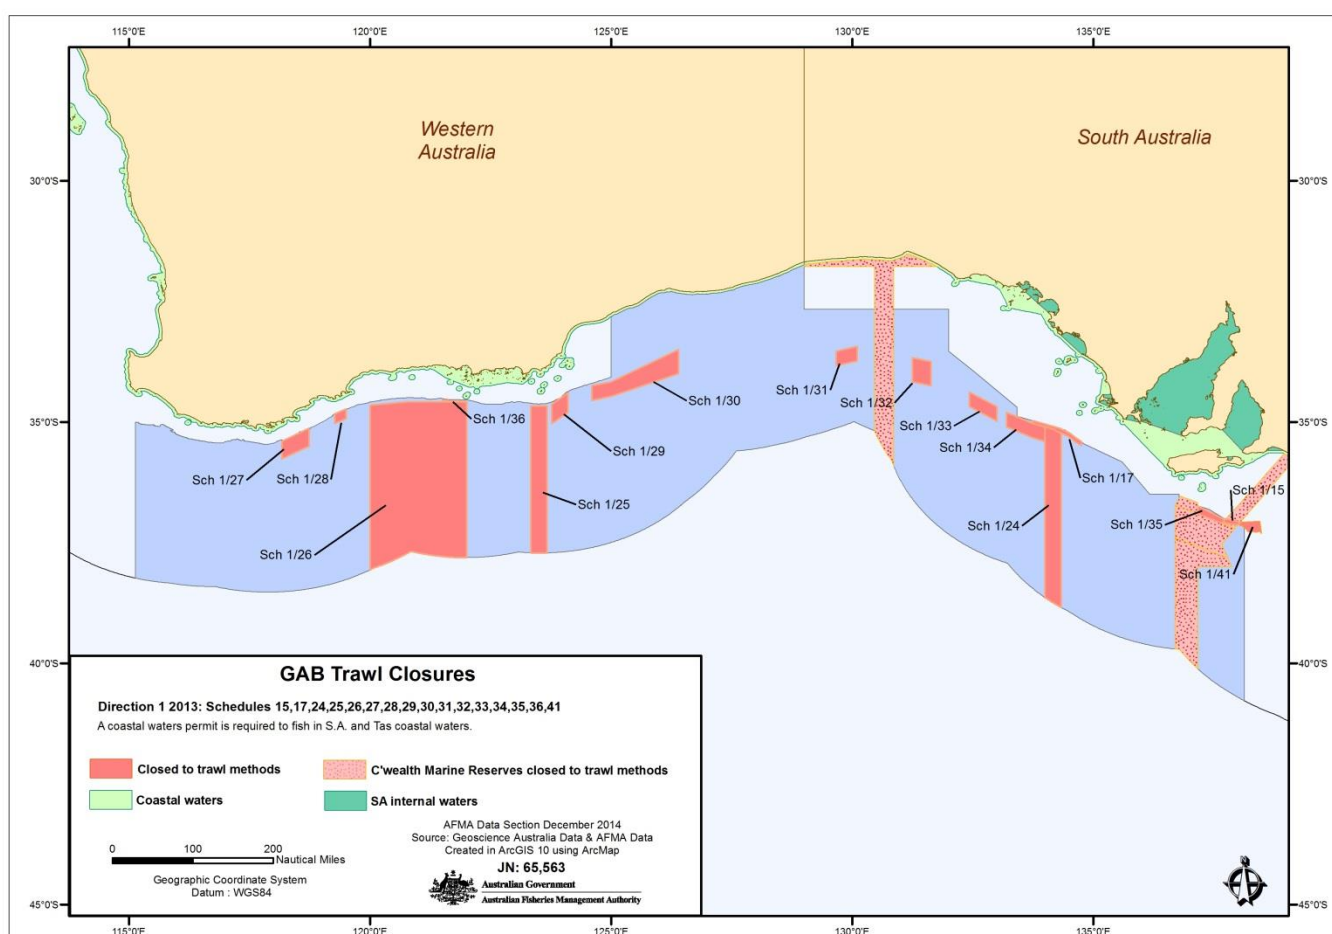 115°0'E
120°0'E
125°0'E
130°0'E
135°0'E
Western
Australia
South Australia
30°0'S
30°0'S
35°0'S
35°0'S
Sch 1/31
Sch 1/32
Sch 1/30
Sch 1/33
Sch 1/36
Sch 1/29
Sch 1/34
Sch 1/17
Sch 1/27
Sch 1/28
Sch 1/15
Sch 1/25
Sch 1/24
Sch 1/35
Sch 1/26
Sch 1/41
40°0'S
40°0'S
GAB Trawl Closures
Direction 1 2013: Schedules 15,17,24,25,26,27,28,29,30,31,32,33,34,35,36,41
A coastal waters permit is required to fish in S.A. and Tas coastal waters.
Closed to trawl methods
C'wealth Marine Reserves closed to trawl methods
Coastal waters
SA internal waters
0 100 200
Nautical Miles
Geographic Coordinate System
Datum : WGS84
AFMA Data Section December 2014
Source: Geoscience Australia Data & AFMA Data
Created in ArcGIS 10 using ArcMap
JN: 65,563
Australian Government
Australian Fisheries Management Authority
45°0'S
45°0'S
115°0'E
120°0'E
125°0'E
130°0'E
135°0'E